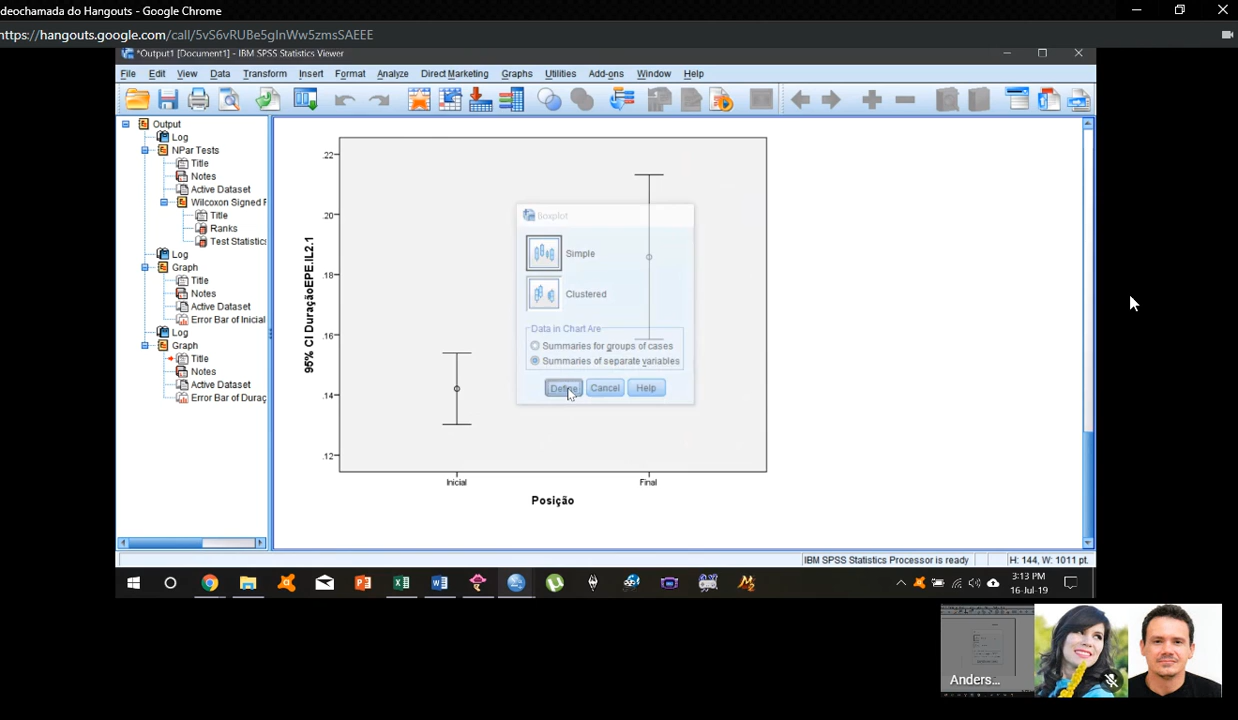 deochamada do Hangouts - Google Chrome
https://hangouts.google.com/call/5vS6vRUBe5gInWw5zmsSAEEE
*Output1 [Document1] - IBM SPSS Statistics Viewer
File Edit View Data Transform Insert Format Analyze Direct Marketing Graphs Utilities Add-ons Window Help
Output
Log
NPar Tests
Title
Notes
Active Dataset
Wilcoxon Signed R
Title
Ranks
Test Statistics
Log
Graph
Title
Notes
Active Dataset
Error Bar of Inicial
Log
Graph
Title
Notes
Active Dataset
Error Bar of Duraç
95% CI DuraçãoEPE.IL2.1
.22
.20
.18
.16
.14
.12
Inicial Final
Posição
Boxplot
Simple
Clustered
Data in Chart Are
Summaries for groups of cases
Summaries of separate variables
Define Cancel Help
IBM SPSS Statistics Processor is ready H: 144, W: 1011 pt.
3:13 PM
16-Jul-19
Anders...